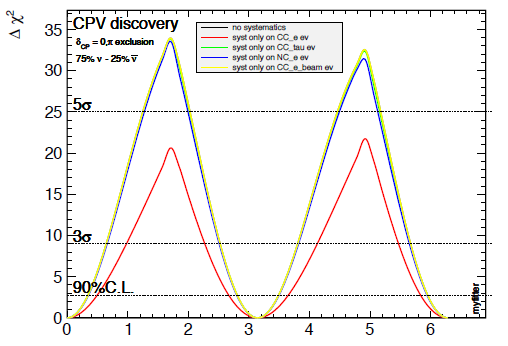 CPV discovery
δCP = 0,π exclusion
75% ν - 25% ν̅
no systematics
syst only on CC_e ev
syst only on CC_tau ev
syst only on NC_e ev
syst only on CC_e_beam ev
Δ χ²
35
30
25
20
15
10
5
0
5σ
3σ
90%C.L.
myfitter
0 1 2 3 4 5 6